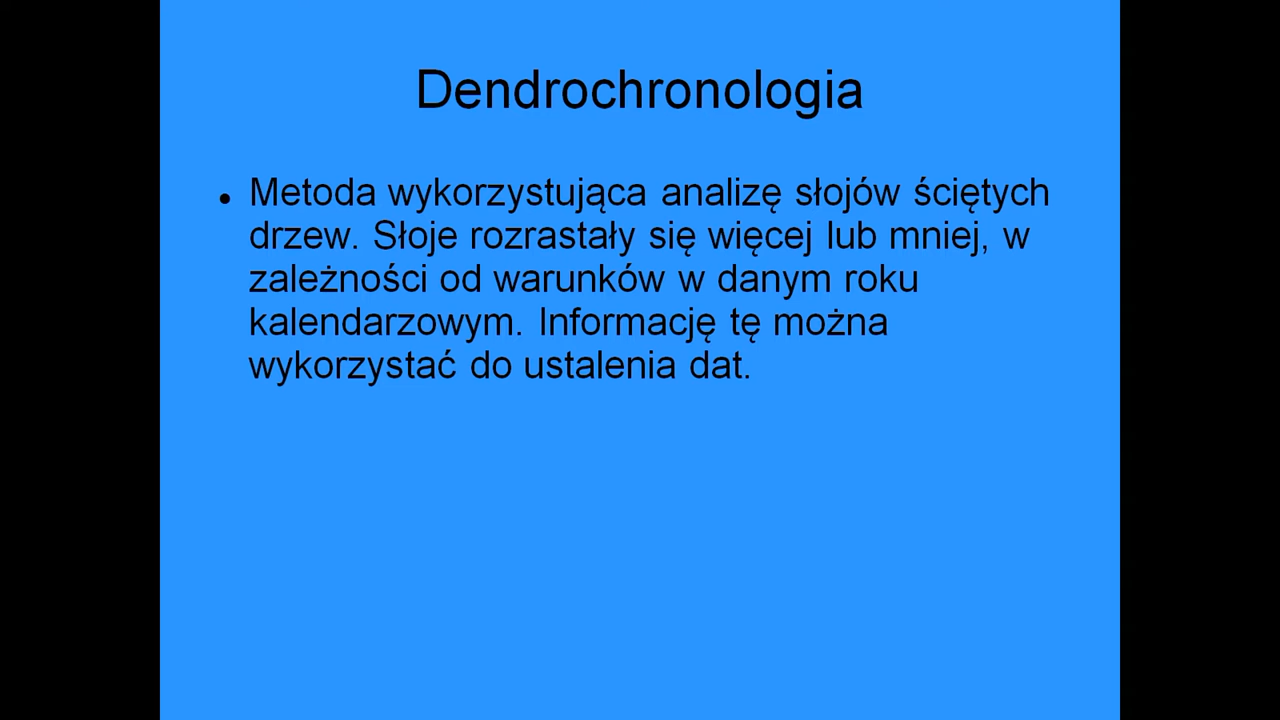 Dendrochronologia
● Metoda wykorzystująca analizę słojów ściętych
drzew. Słoje rozrastały się więcej lub mniej, w
zależności od warunków w danym roku
kalendarzowym. Informację tę można
wykorzystać do ustalenia dat.